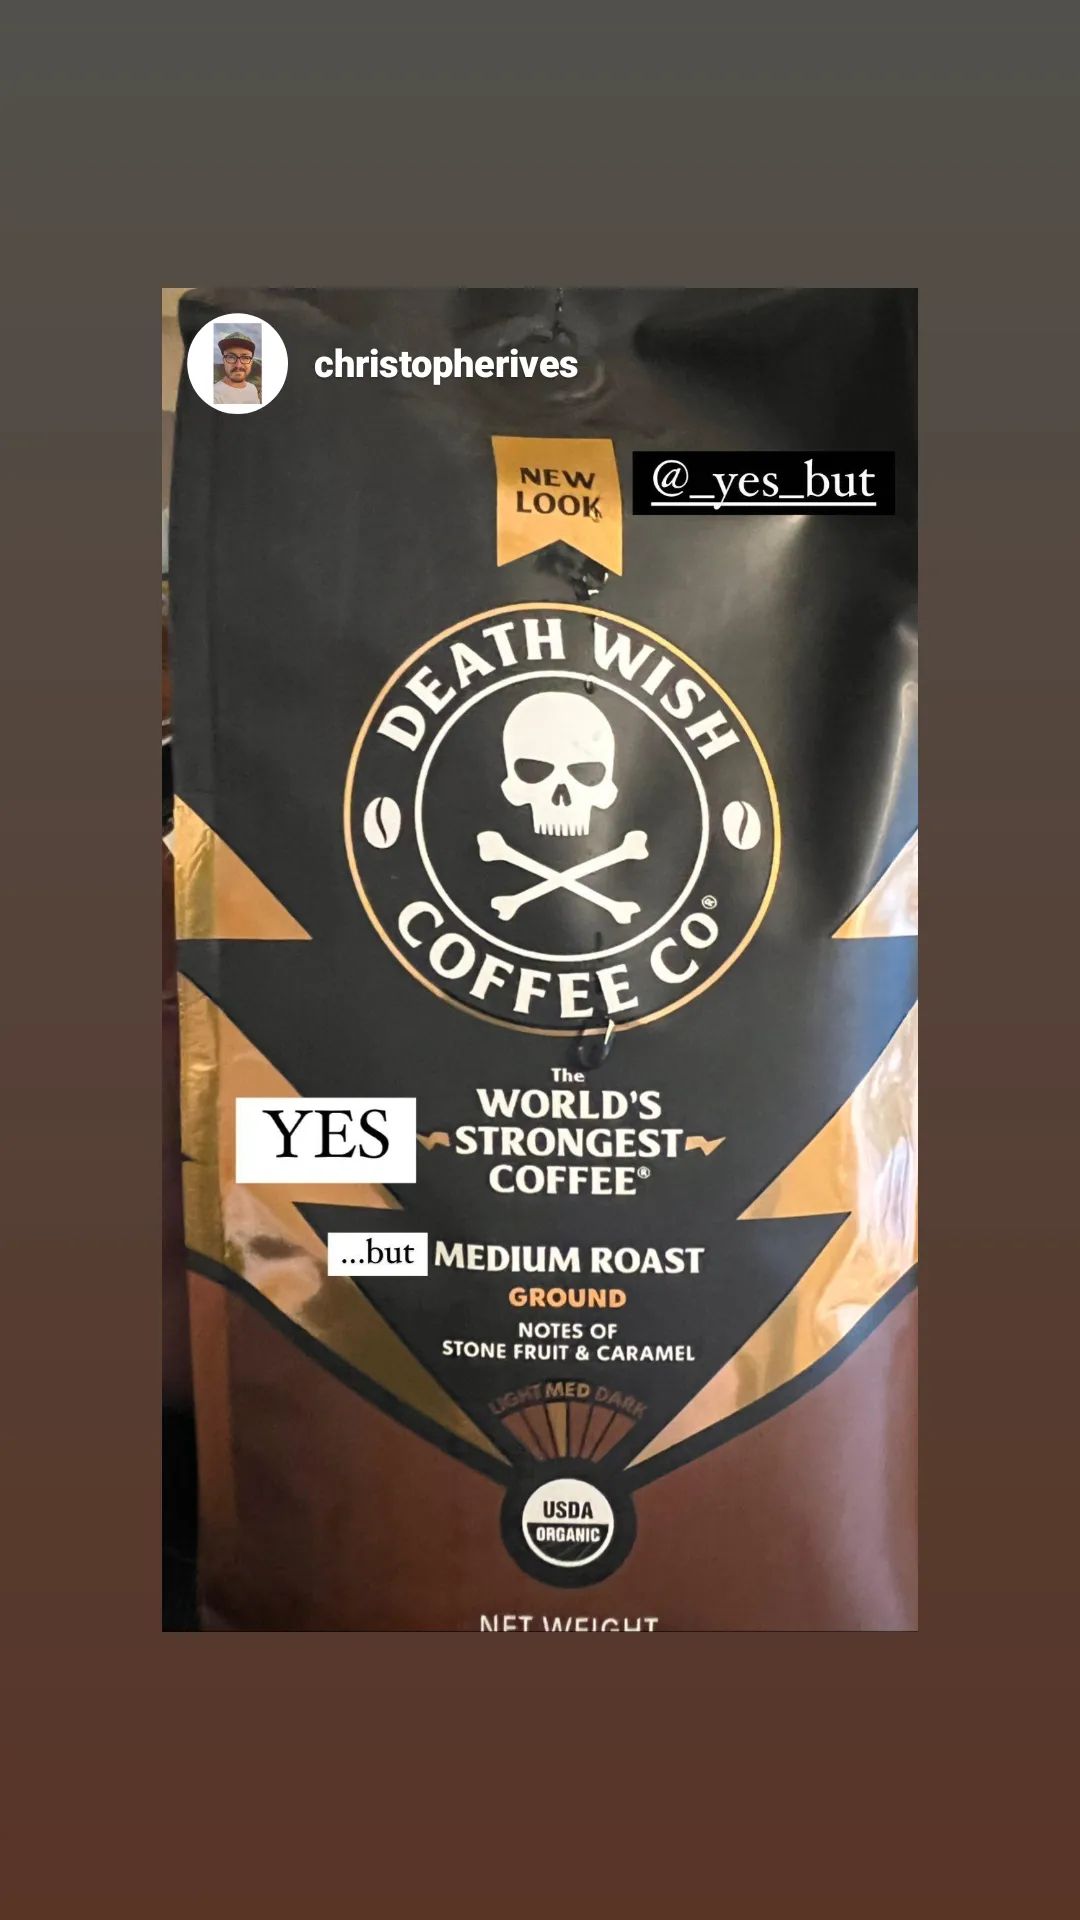 christopherives
NEW
LOOK
@_yes_but
DEATH WISH
COFFEE CO®
The
WORLD'S
YES
STRONGEST
COFFEE®
...but
MEDIUM ROAST
GROUND
NOTES OF
STONE FRUIT & CARAMEL
LIGHT MED DARK
USDA
ORGANIC
NET WEIGHT